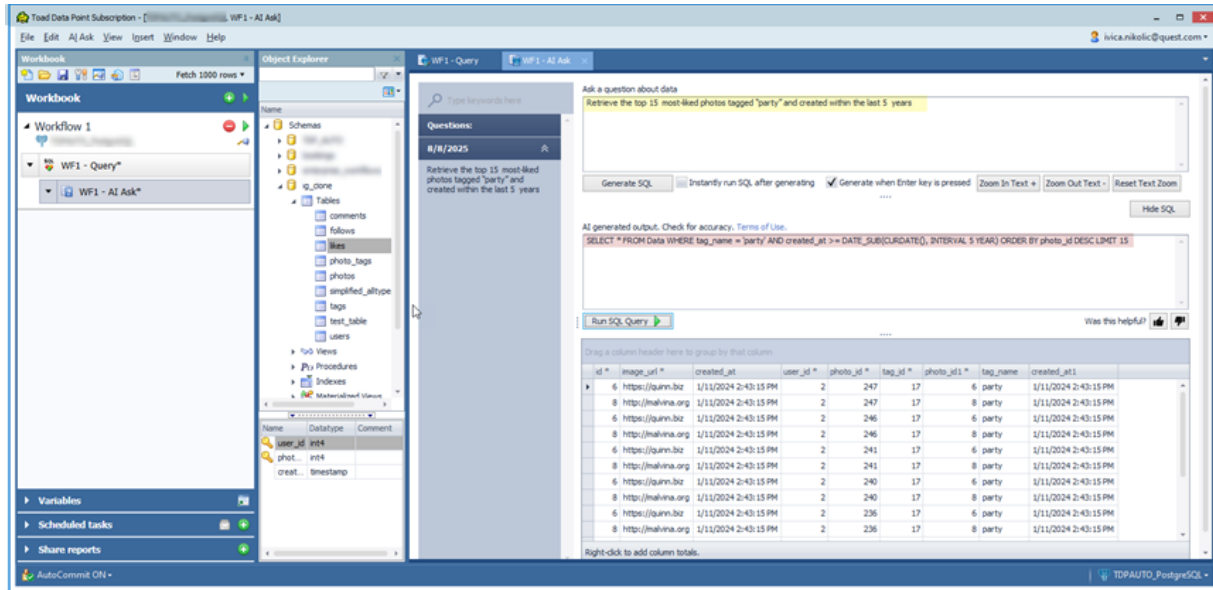 Toad Data Point Subscription - [ , WF1 - AI Ask]
File Edit AI Ask View Insert Window Help
ivica.nikolic@quest.com
Workbook
Fetch 1000 rows
Workbook
Workflow 1
WF1 - Query*
WF1 - AI Ask*
Variables
Scheduled tasks
Share reports
Object Explorer
Name
Schemas
ig_clone
Tables
comments
follows
likes
photo_tags
photos
simplified_alltype
tags
test_table
users
Views
Procedures
Indexes
Materialized Views
Name Datatype Comment
user_id int4
phot... int4
creat... timestamp
WF1 - Query
WF1 - AI Ask
Type keywords here
Questions:
8/8/2025
Retrieve the top 15 most-liked
photos tagged "party" and
created within the last 5 years
Ask a question about data
Retrieve the top 15 most-liked photos tagged "party" and created within the last 5 years
Generate SQL Instantly run SQL after generating Generate when Enter key is pressed Zoom In Text + Zoom Out Text - Reset Text Zoom
Hide SQL
AI generated output. Check for accuracy. Terms of Use.
SELECT * FROM Data WHERE tag_name = 'party' AND created_at >= DATE_SUB(CURDATE(), INTERVAL 5 YEAR) ORDER BY photo_id DESC LIMIT 15
Run SQL Query
Was this helpful?
Drag a column header here to group by that column
id * image_url * created_at user_id * photo_id * tag_id * photo_id1 * tag_name created_at1
6 https://quinn.biz 1/11/2024 2:43:15 PM 2 247 17 6 party 1/11/2024 2:43:15 PM
8 http://malvina.org 1/11/2024 2:43:15 PM 2 247 17 8 party 1/11/2024 2:43:15 PM
6 https://quinn.biz 1/11/2024 2:43:15 PM 2 246 17 6 party 1/11/2024 2:43:15 PM
8 http://malvina.org 1/11/2024 2:43:15 PM 2 246 17 8 party 1/11/2024 2:43:15 PM
6 https://quinn.biz 1/11/2024 2:43:15 PM 2 241 17 6 party 1/11/2024 2:43:15 PM
8 http://malvina.org 1/11/2024 2:43:15 PM 2 241 17 8 party 1/11/2024 2:43:15 PM
6 https://quinn.biz 1/11/2024 2:43:15 PM 2 240 17 6 party 1/11/2024 2:43:15 PM
8 http://malvina.org 1/11/2024 2:43:15 PM 2 240 17 8 party 1/11/2024 2:43:15 PM
6 https://quinn.biz 1/11/2024 2:43:15 PM 2 236 17 6 party 1/11/2024 2:43:15 PM
8 http://malvina.org 1/11/2024 2:43:15 PM 2 236 17 8 party 1/11/2024 2:43:15 PM
Right-click to add column totals.
AutoCommit ON
TDPAUTO_PostgreSQL